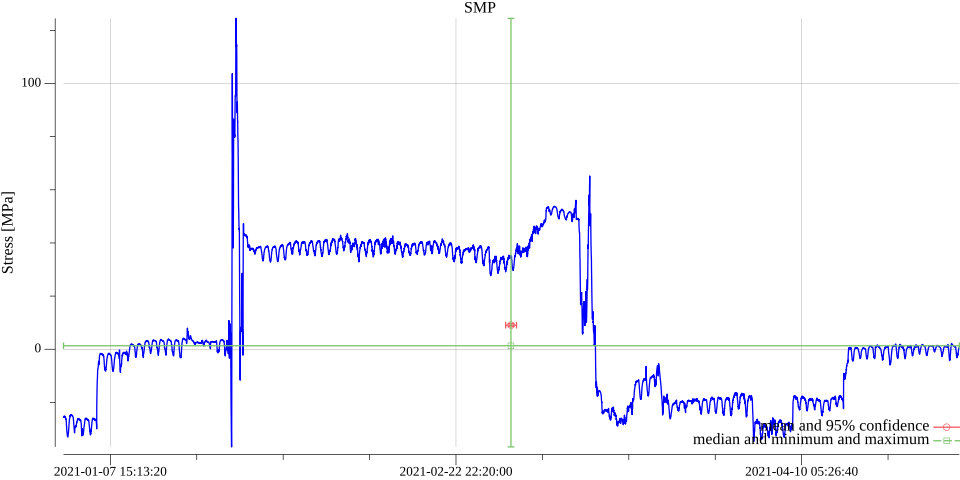 SMP
100
Stress [MPa]
0
mean and 95% confidence
median and minimum and maximum
2021-01-07 15:13:20
2021-02-22 22:20:00
2021-04-10 05:26:40